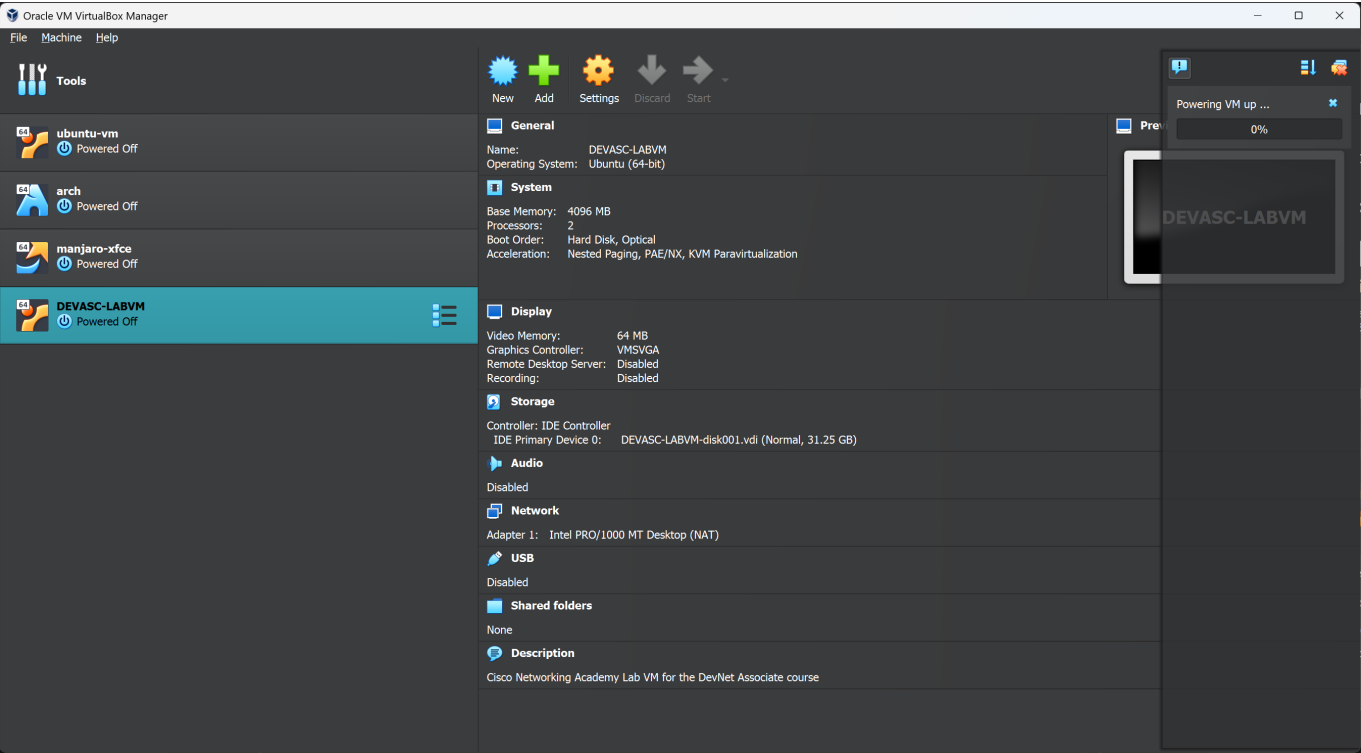 Oracle VM VirtualBox Manager
File Machine Help
Tools
64
ubuntu-vm
Powered Off
64
arch
Powered Off
64
manjaro-xfce
Powered Off
64
DEVASC-LABVM
Powered Off
New Add Settings Discard Start
General
Name: DEVASC-LABVM
Operating System: Ubuntu (64-bit)
System
Base Memory: 4096 MB
Processors: 2
Boot Order: Hard Disk, Optical
Acceleration: Nested Paging, PAE/NX, KVM Paravirtualization
Display
Video Memory: 64 MB
Graphics Controller: VMSVGA
Remote Desktop Server: Disabled
Recording: Disabled
Storage
Controller: IDE Controller
IDE Primary Device 0: DEVASC-LABVM-disk001.vdi (Normal, 31.25 GB)
Audio
Disabled
Network
Adapter 1: Intel PRO/1000 MT Desktop (NAT)
USB
Disabled
Shared folders
None
Description
Cisco Networking Academy Lab VM for the DevNet Associate course
Previ
DEVASC-LABVM
Powering VM up ...
0%